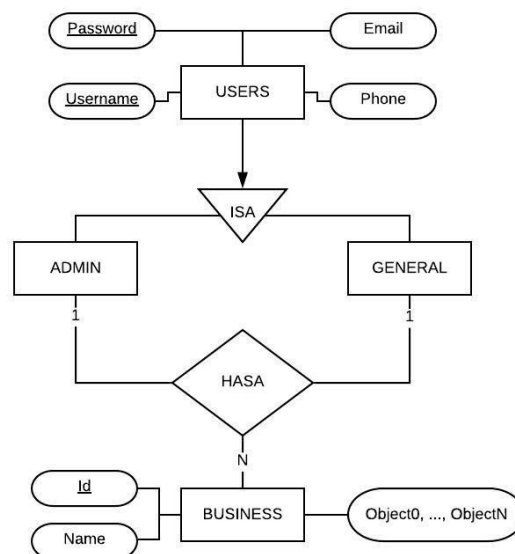 Password
Email
USERS
Username
Phone
ISA
ADMIN
GENERAL
1
1
HASA
N
Id
BUSINESS
Object0, ..., ObjectN
Name